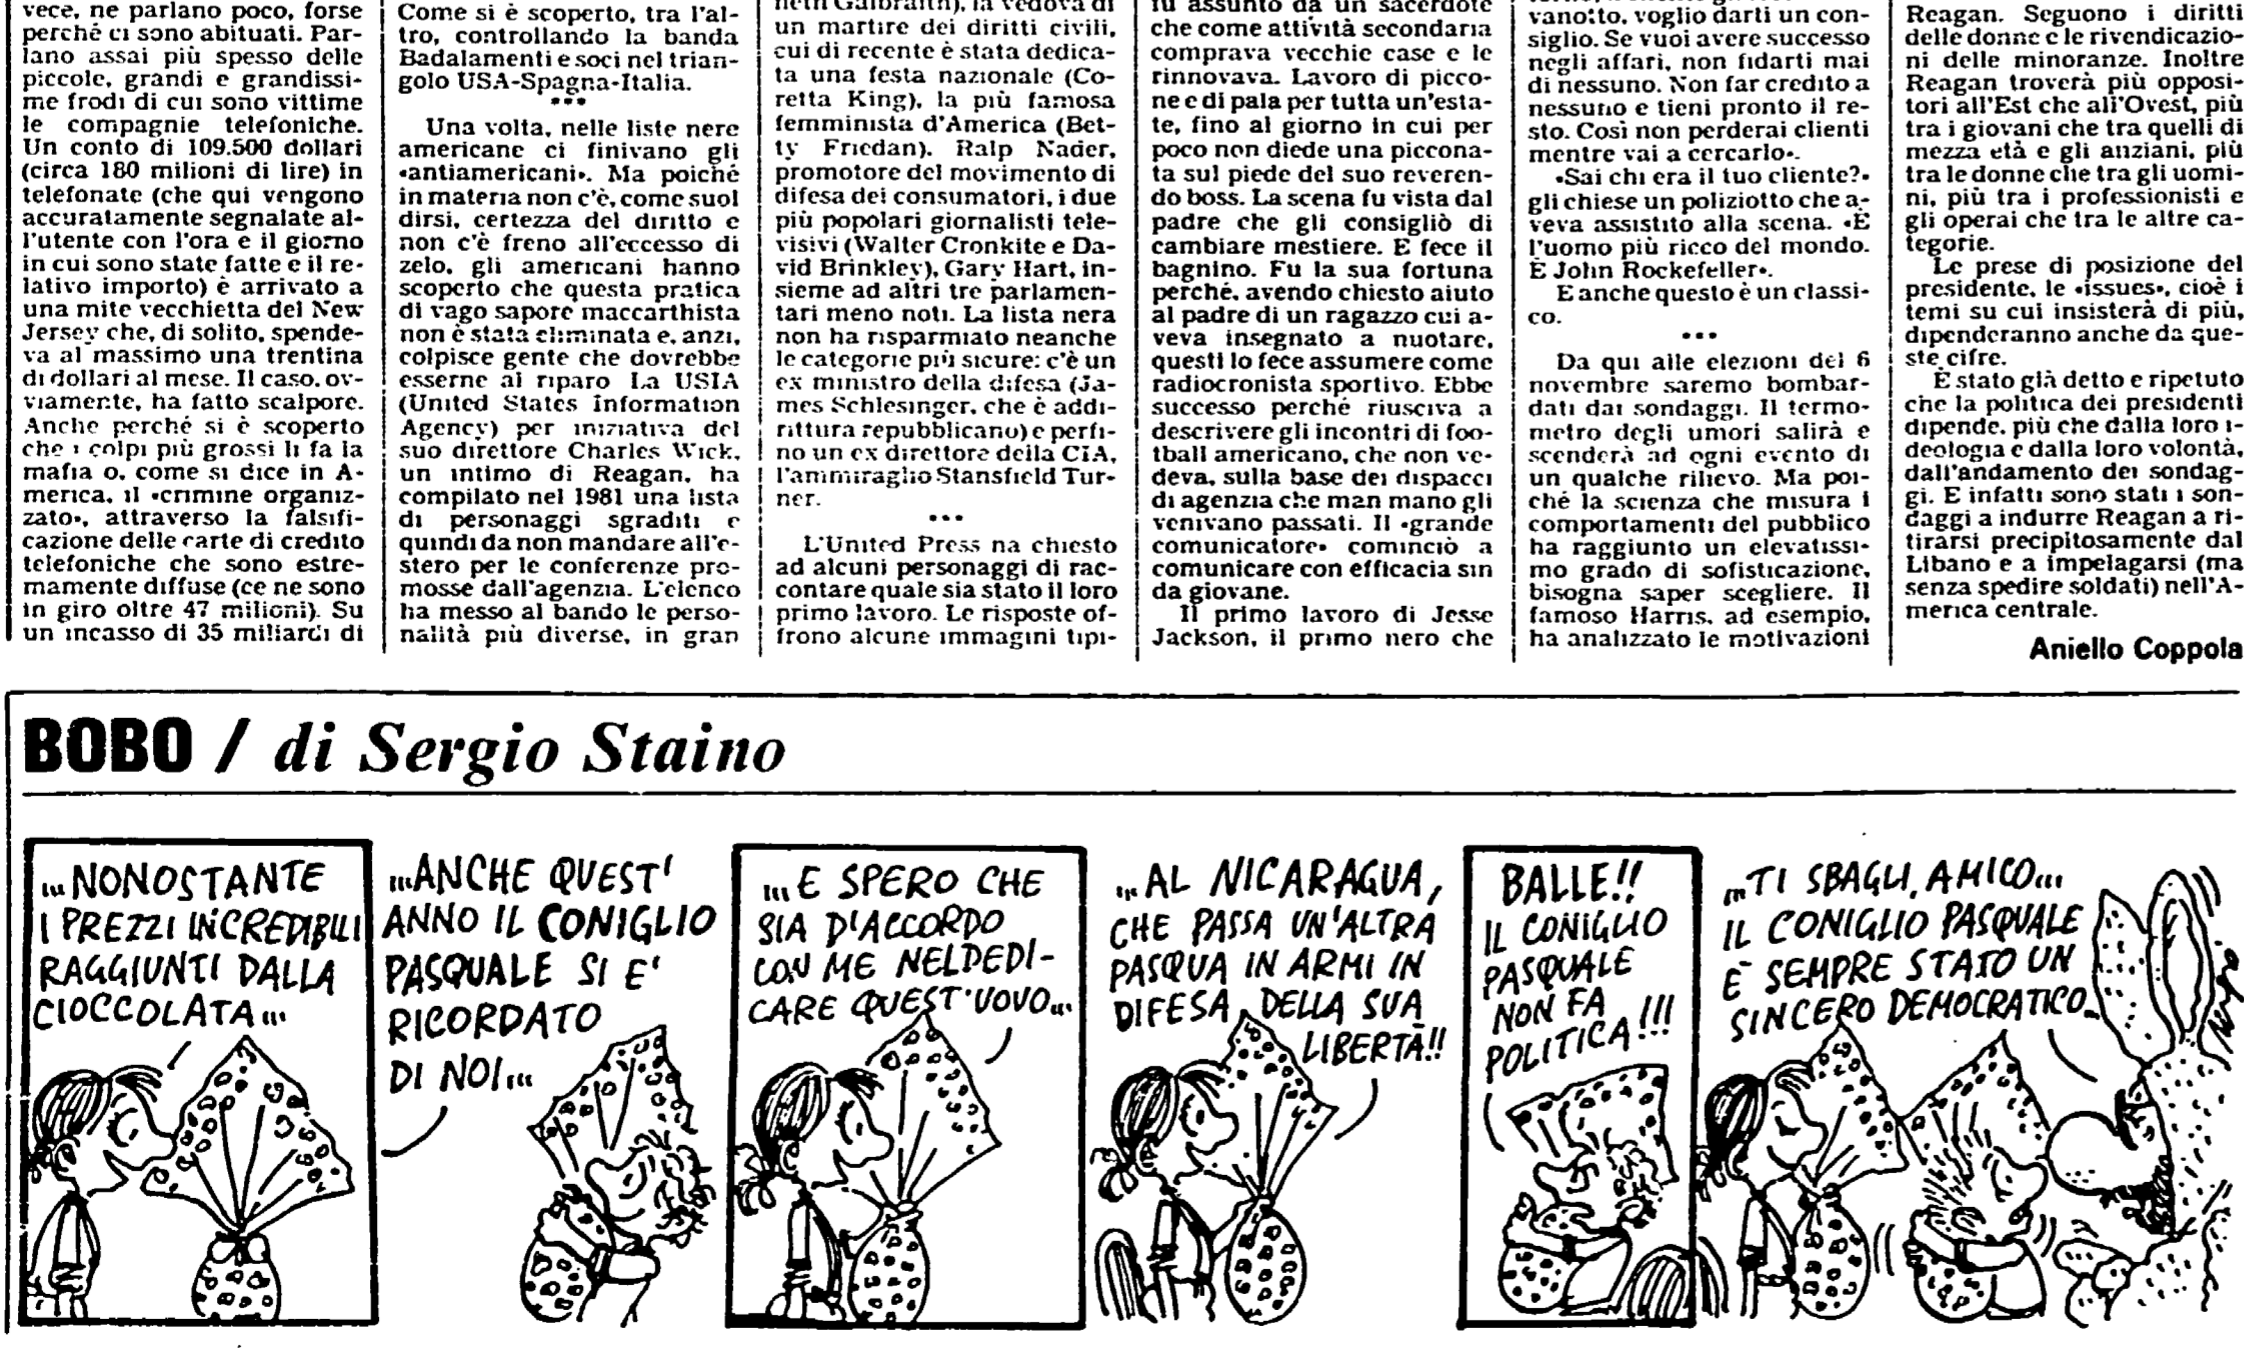 vece, ne parlano poco, forse
perché ci sono abituati. Par-
lano assai più spesso delle
piccole, grandi e grandissi-
me frodi di cui sono vittime
le compagnie telefoniche.
Un conto di 109.500 dollari
(circa 180 milioni di lire) in
telefonate (che qui vengono
accuratamente segnalate al-
l'utente con l'ora e il giorno
in cui sono state fatte e il re-
lativo importo) è arrivato a
una mite vecchietta del New
Jersey che, di solito, spende-
va al massimo una trentina
di dollari al mese. Il caso, ov-
viamente, ha fatto scalpore.
Anche perché si è scoperto
che i colpi più grossi li fa la
mafia o, come si dice in A-
merica, il «crimine organiz-
zato», attraverso la falsifi-
cazione delle carte di credito
telefoniche che sono estre-
mamente diffuse (ce ne sono
in giro oltre 47 milioni). Su
un incasso di 35 miliardi di
Come si è scoperto, tra l'al-
tro, controllando la banda
Badalamenti e soci nel trian-
golo USA-Spagna-Italia.
•••
Una volta, nelle liste nere
americane ci finivano gli
«antiamericani». Ma poiché
in materia non c'è, come suol
dirsi, certezza del diritto e
non c'è freno all'eccesso di
zelo, gli americani hanno
scoperto che questa pratica
di vago sapore maccarthista
non è stata eliminata e, anzi,
colpisce gente che dovrebbe
esserne al riparo La USIA
(United States Information
Agency) per iniziativa del
suo direttore Charles Wick,
un intimo di Reagan, ha
compilato nel 1981 una lista
di personaggi sgraditi e
quindi da non mandare all'e-
stero per le conferenze pro-
mosse dall'agenzia. L'elenco
ha messo al bando le perso-
nalità più diverse, in gran
neth Galbraith), la vedova di
un martire dei diritti civili,
cui di recente è stata dedica-
ta una festa nazionale (Co-
retta King), la più famosa
femminista d'America (Bet-
ty Friedan). Ralp Nader,
promotore del movimento di
difesa dei consumatori, i due
più popolari giornalisti tele-
visivi (Walter Cronkite e Da-
vid Brinkley), Gary Hart, in-
sieme ad altri tre parlamen-
tari meno noti. La lista nera
non ha risparmiato neanche
le categorie più sicure: c'è un
ex ministro della difesa (Ja-
mes Schlesinger, che è addi-
rittura repubblicano) e perfi-
no un ex direttore della CIA,
l'ammiraglio Stansfield Tur-
ner.
•••
L'United Press na chiesto
ad alcuni personaggi di rac-
contare quale sia stato il loro
primo lavoro. Le risposte of-
frono alcune immagini tipi-
fu assunto da un sacerdote
che come attività secondaria
comprava vecchie case e le
rinnovava. Lavoro di picco-
ne e di pala per tutta un'esta-
te, fino al giorno in cui per
poco non diede una piccona-
ta sul piede del suo reveren-
do boss. La scena fu vista dal
padre che gli consigliò di
cambiare mestiere. E fece il
bagnino. Fu la sua fortuna
perché, avendo chiesto aiuto
al padre di un ragazzo cui a-
veva insegnato a nuotare,
questi lo fece assumere come
radiocronista sportivo. Ebbe
successo perché riusciva a
descrivere gli incontri di foo-
tball americano, che non ve-
deva, sulla base dei dispacci
di agenzia che man mano gli
venivano passati. Il «grande
comunicatore» cominciò a
comunicare con efficacia sin
da giovane.
Il primo lavoro di Jesse
Jackson, il primo nero che
vanotto, voglio darti un con-
siglio. Se vuoi avere successo
negli affari, non fidarti mai
di nessuno. Non far credito a
nessuno e tieni pronto il re-
sto. Così non perderai clienti
mentre vai a cercarlo».
«Sai chi era il tuo cliente?»
gli chiese un poliziotto che a-
veva assistito alla scena. «È
l'uomo più ricco del mondo.
È John Rockefeller».
E anche questo è un classi-
co.
•••
Da qui alle elezioni del 6
novembre saremo bombar-
dati dai sondaggi. Il termo-
metro degli umori salirà e
scenderà ad ogni evento di
un qualche rilievo. Ma poi-
ché la scienza che misura i
comportamenti del pubblico
ha raggiunto un elevatissi-
mo grado di sofisticazione,
bisogna saper scegliere. Il
famoso Harris, ad esempio,
ha analizzato le motivazioni
Reagan. Seguono i diritti
delle donne e le rivendicazio-
ni delle minoranze. Inoltre
Reagan troverà più opposi-
tori all'Est che all'Ovest, più
tra i giovani che tra quelli di
mezza età e gli anziani, più
tra le donne che tra gli uomi-
ni, più tra i professionisti e
gli operai che tra le altre ca-
tegorie.
Le prese di posizione del
presidente, le «issues», cioè i
temi su cui insisterà di più,
dipenderanno anche da que-
ste cifre.
È stato già detto e ripetuto
che la politica dei presidenti
dipende, più che dalla loro i-
deologia e dalla loro volontà,
dall'andamento dei sondag-
gi. E infatti sono stati i son-
daggi a indurre Reagan a ri-
tirarsi precipitosamente dal
Libano e a impelagarsi (ma
senza spedire soldati) nell'A-
merica centrale.
Aniello Coppola
BOBO / di Sergio Staino
...NONOSTANTE
I PREZZI INCREDIBILI
RAGGIUNTI DALLA
CIOCCOLATA...
...ANCHE QUEST'
ANNO IL CONIGLIO
PASQUALE SI E'
RICORDATO
DI NOI...
...E SPERO CHE
SIA D'ACCORDO
CON ME NEL DEDI-
CARE QUEST'UOVO...
...AL NICARAGUA,
CHE PASSA UN'ALTRA
PASQUA IN ARMI IN
DIFESA DELLA SUA
LIBERTÀ!!
BALLE!!
IL CONIGLIO
PASQUALE
NON FA
POLITICA!!!
...TI SBAGLI, AMICO...
IL CONIGLIO PASQUALE
È SEMPRE STATO UN
SINCERO DEMOCRATICO...